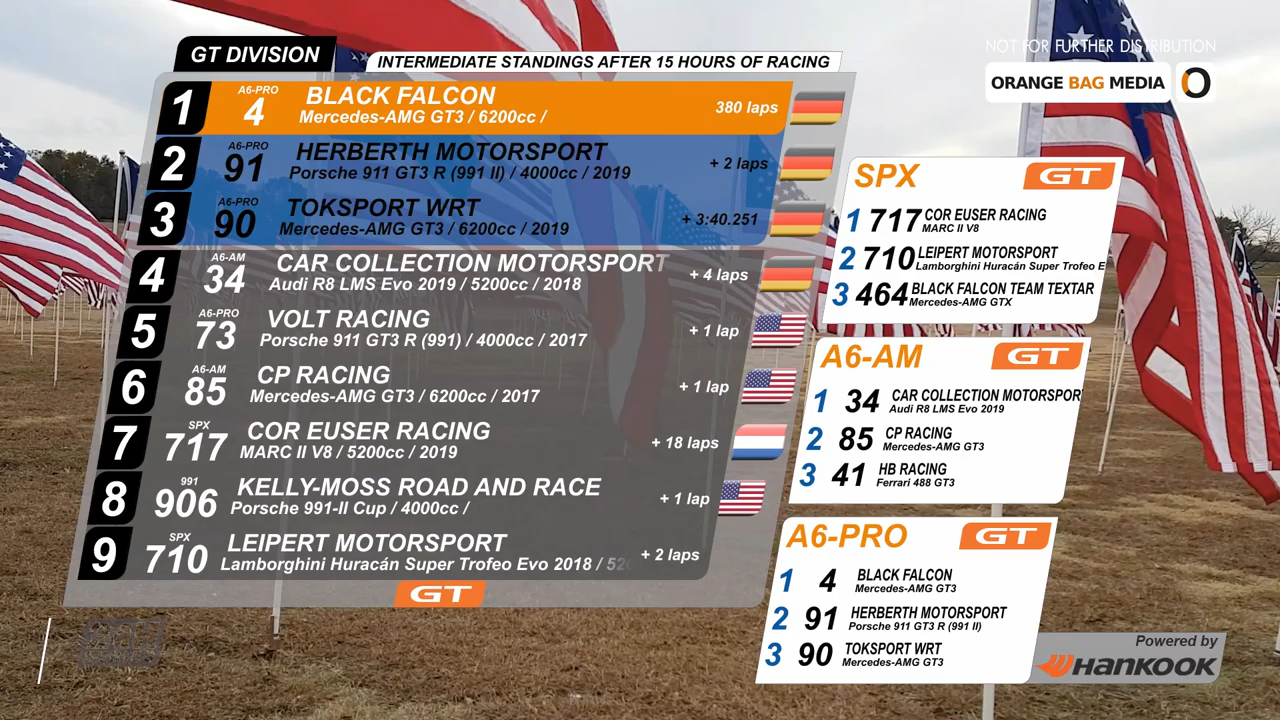 NOT FOR FURTHER DISTRIBUTION
ORANGE BAG MEDIA
GT DIVISION
INTERMEDIATE STANDINGS AFTER 15 HOURS OF RACING
1 A6-PRO 4 BLACK FALCON 380 laps
Mercedes-AMG GT3 / 6200cc /
2 A6-PRO 91 HERBERTH MOTORSPORT + 2 laps
Porsche 911 GT3 R (991 II) / 4000cc / 2019
3 A6-PRO 90 TOKSPORT WRT + 3:40.251
Mercedes-AMG GT3 / 6200cc / 2019
4 A6-AM 34 CAR COLLECTION MOTORSPORT + 4 laps
Audi R8 LMS Evo 2019 / 5200cc / 2018
5 A6-PRO 73 VOLT RACING + 1 lap
Porsche 911 GT3 R (991) / 4000cc / 2017
6 A6-AM 85 CP RACING + 1 lap
Mercedes-AMG GT3 / 6200cc / 2017
7 SPX 717 COR EUSER RACING + 18 laps
MARC II V8 / 5200cc / 2019
8 991 906 KELLY-MOSS ROAD AND RACE + 1 lap
Porsche 991-II Cup / 4000cc /
9 SPX 710 LEIPERT MOTORSPORT + 2 laps
Lamborghini Huracán Super Trofeo Evo 2018 / 520
GT
SPX GT
1 717 COR EUSER RACING
MARC II V8
2 710 LEIPERT MOTORSPORT
Lamborghini Huracán Super Trofeo E
3 464 BLACK FALCON TEAM TEXTAR
Mercedes-AMG GTX
A6-AM GT
1 34 CAR COLLECTION MOTORSPOR
Audi R8 LMS Evo 2019
2 85 CP RACING
Mercedes-AMG GT3
3 41 HB RACING
Ferrari 488 GT3
A6-PRO GT
1 4 BLACK FALCON
Mercedes-AMG GT3
2 91 HERBERTH MOTORSPORT
Porsche 911 GT3 R (991 II)
3 90 TOKSPORT WRT
Mercedes-AMG GT3
Powered by
HANKOOK